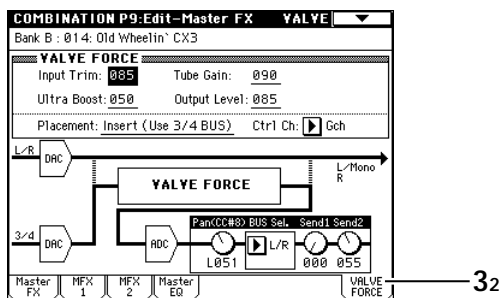 COMBINATION P9:Edit-Master FX VALVE
Bank B : 014: Old Wheelin` CX3
VALVE FORCE
Input Trim: 085 Tube Gain: 090
Ultra Boost: 050 Output Level: 085
Placement: Insert (Use 3/4 BUS) Ctrl Ch: Gch
L/R DAC L/Mono
R
VALVE FORCE
Pan(CC#8) BUS Sel. Send1 Send2
3/4 DAC ADC L/R
L051 000 055
Master FX MFX 1 MFX 2 Master EQ VALVE FORCE
32